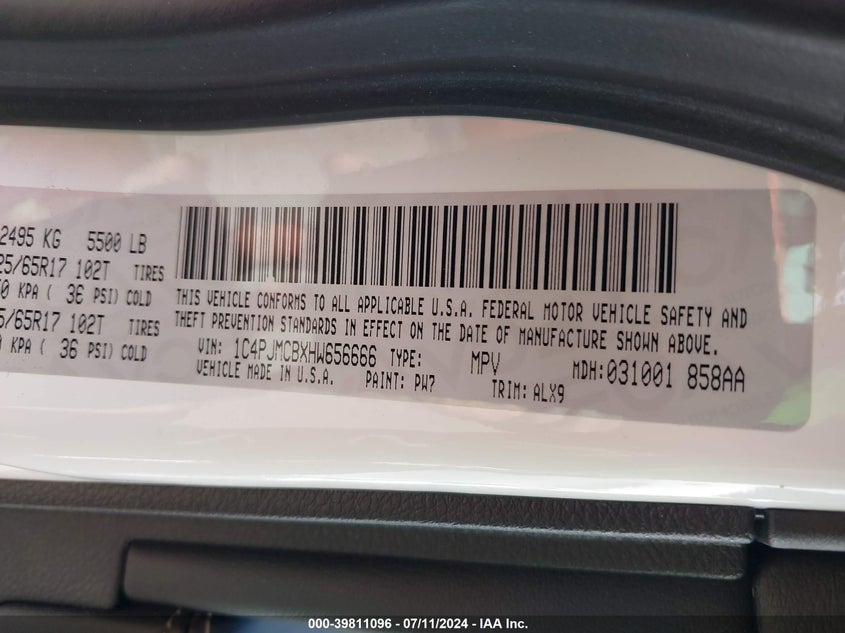 2495 KG 5500 LB
25/65R17 102T TIRES
0 KPA ( 36 PSI) COLD
5/65R17 102T TIRES
0 KPA ( 36 PSI) COLD
THIS VEHICLE CONFORMS TO ALL APPLICABLE U.S.A. FEDERAL MOTOR VEHICLE SAFETY AND
THEFT PREVENTION STANDARDS IN EFFECT ON THE DATE OF MANUFACTURE SHOWN ABOVE.
VIN: 1C4PJMCBXHW656666 TYPE: MPV MDH: 031001 858AA
VEHICLE MADE IN U.S.A. PAINT: PW7 TRIM: ALX9
000-39811096 - 07/11/2024 - IAA Inc.